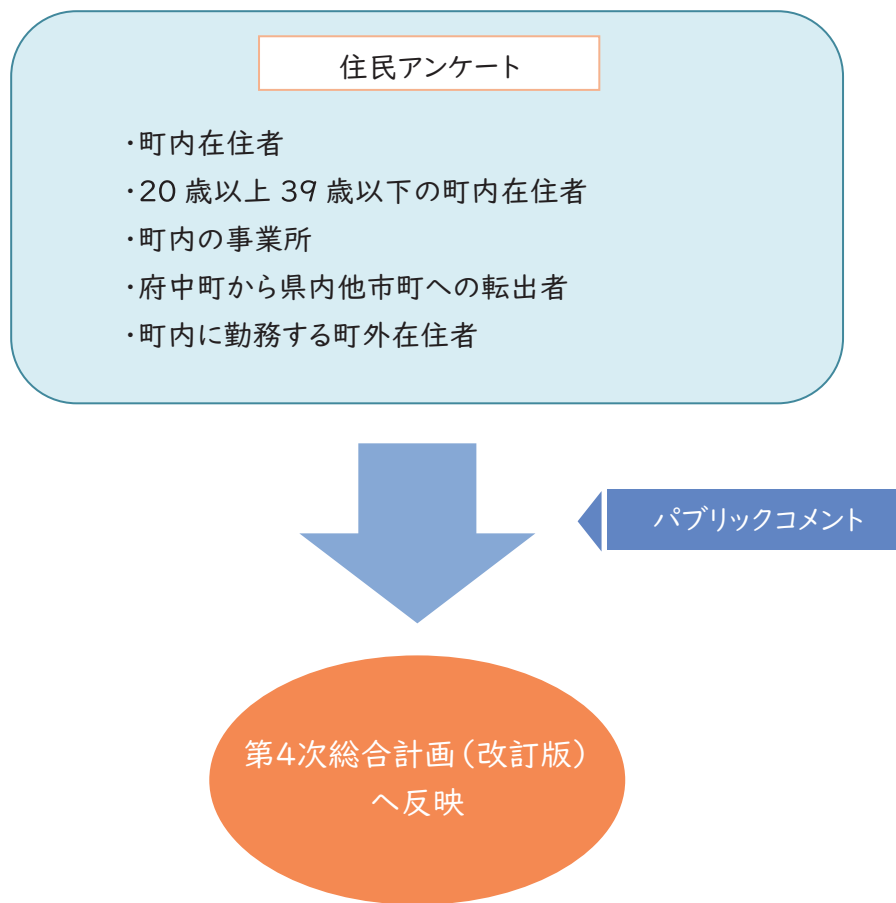 住民アンケート
・町内在住者
・20 歳以上 39 歳以下の町内在住者
・町内の事業所
・府中町から県内他市町への転出者
・町内に勤務する町外在住者
パブリックコメント
第4次総合計画（改訂版）
へ反映